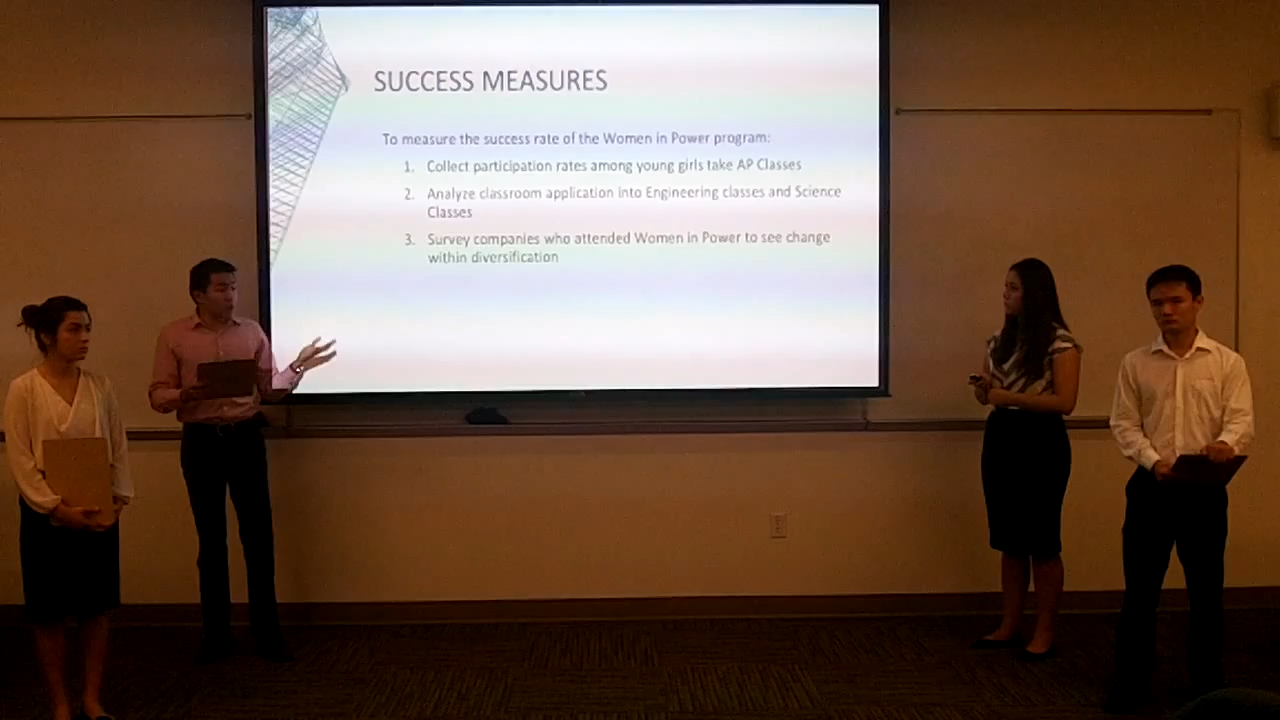 SUCCESS MEASURES
To measure the success rate of the Women in Power program:
1. Collect participation rates among young girls take AP Classes
2. Analyze classroom application into Engineering classes and Science
Classes
3. Survey companies who attended Women in Power to see change
within diversification